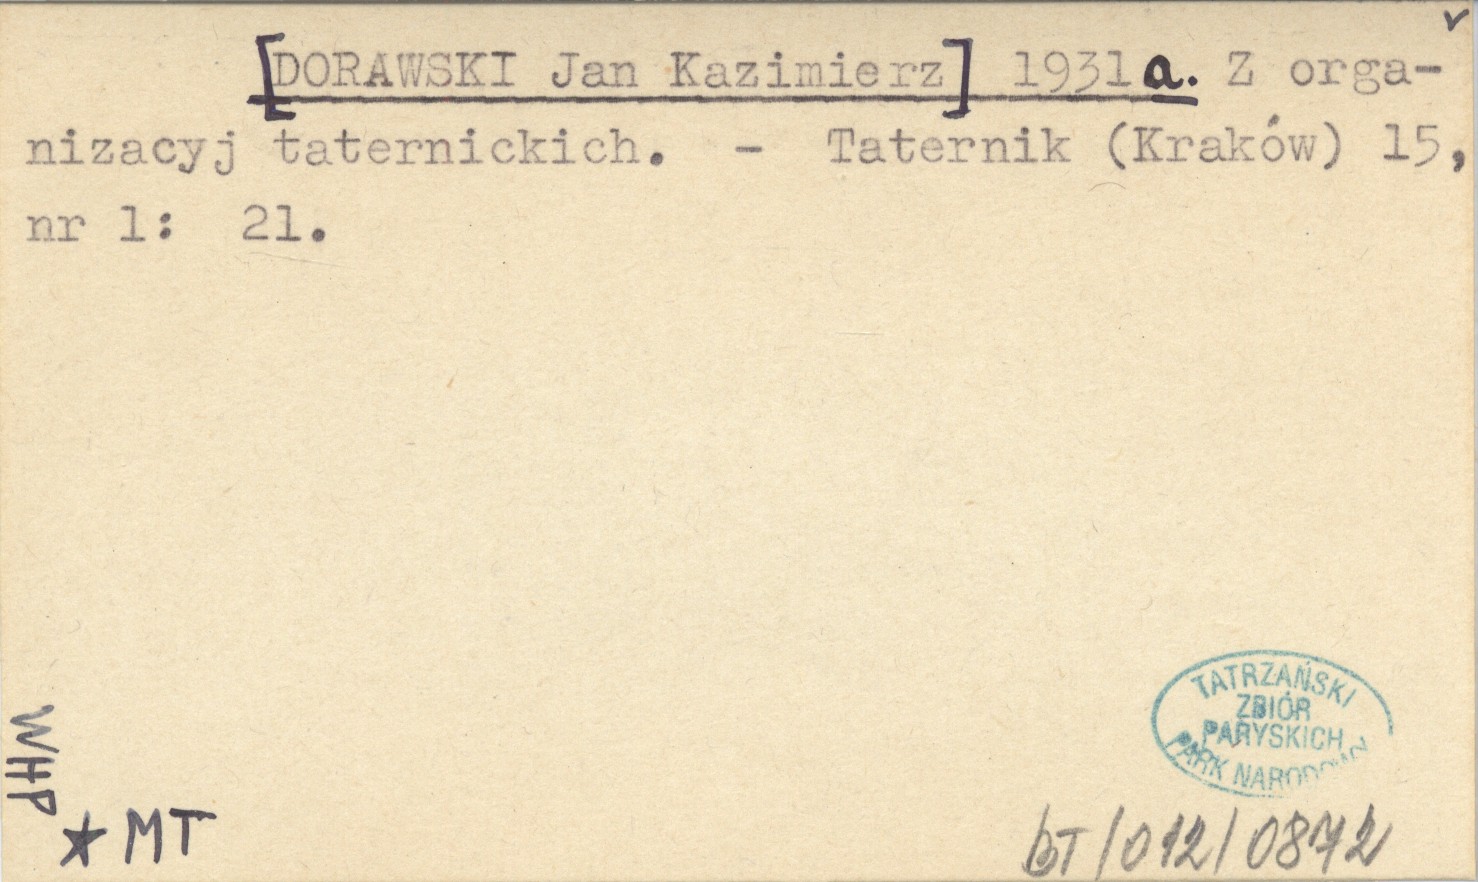 [DORAWSKI Jan Kazimierz] 1931a. Z orga-
nizacyj taternickich. - Taternik (Kraków) 15,
nr 1: 21.
TATRZAŃSKI
ZBIÓR
PARYSKICH
PARK NARODOWY
WHP
★ MT
BT/012/0872